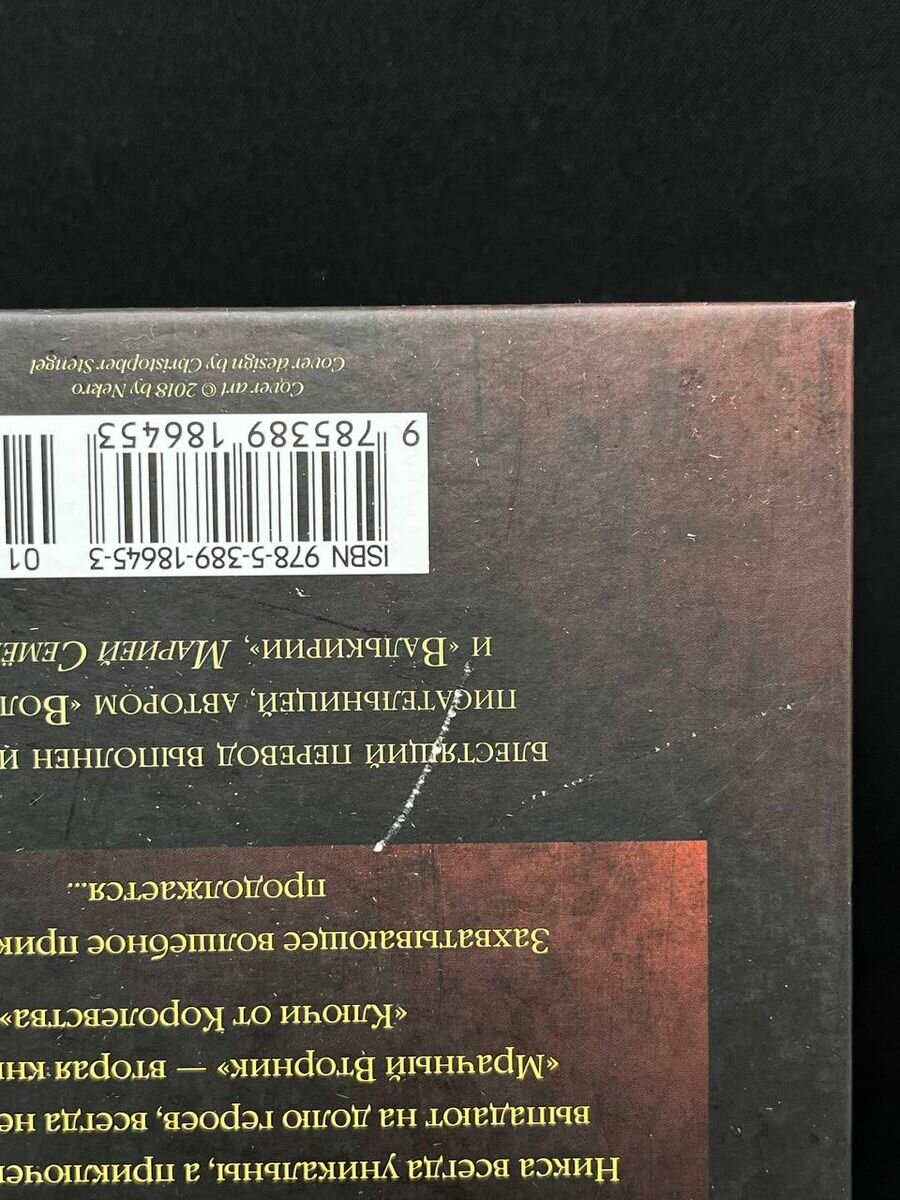 Никса всегда уникальны, а приключен
выпадают на долю героев, всегда не
«Мрачный Вторник» — вторая кни
«Ключи от Королевства»
Захватывающее волшебное прик
продолжается...
БЛЕСТЯЩИЙ ПЕРЕВОД ВЫПОЛНЕН И
ПИСАТЕЛЬНИЦЕЙ, АВТОРОМ «ВОЛ
И «ВАЛЬКИРИИ», МАРИЕЙ СЕМЁ
ISBN 978-5-389-18645-3
01
9 785389 186453
Cover art © 2018 by Nekro
Cover design by Christopher Stengel